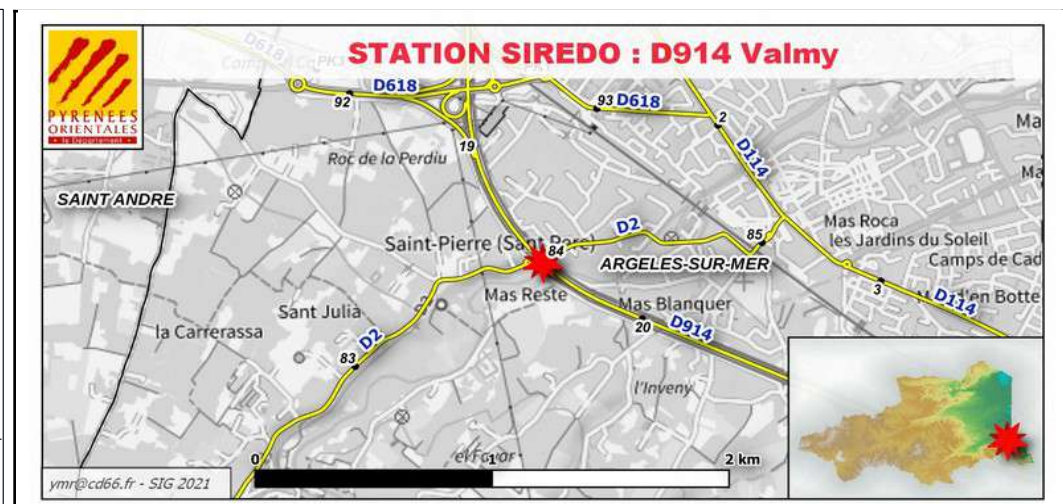 STATION SIREDO : D914 Valmy
PYRENEES
ORIENTALES
D618
D618
92
93
D618
2
Ma
19
Roc de la Perdiu
D114
SAINT ANDRE
Mas Roca
D2
85
les Jardins du Soleil
Saint-Pierre (Sant Pere)
84
Camps de Cad
ARGELES-SUR-MER
Mas Reste
Mas Blanquer
3
D114
Sant Julia
20
D914
la Carrerassa
83
D2
l'Inveny
0
1
2 km
ymr@cd66.fr - SIG 2021